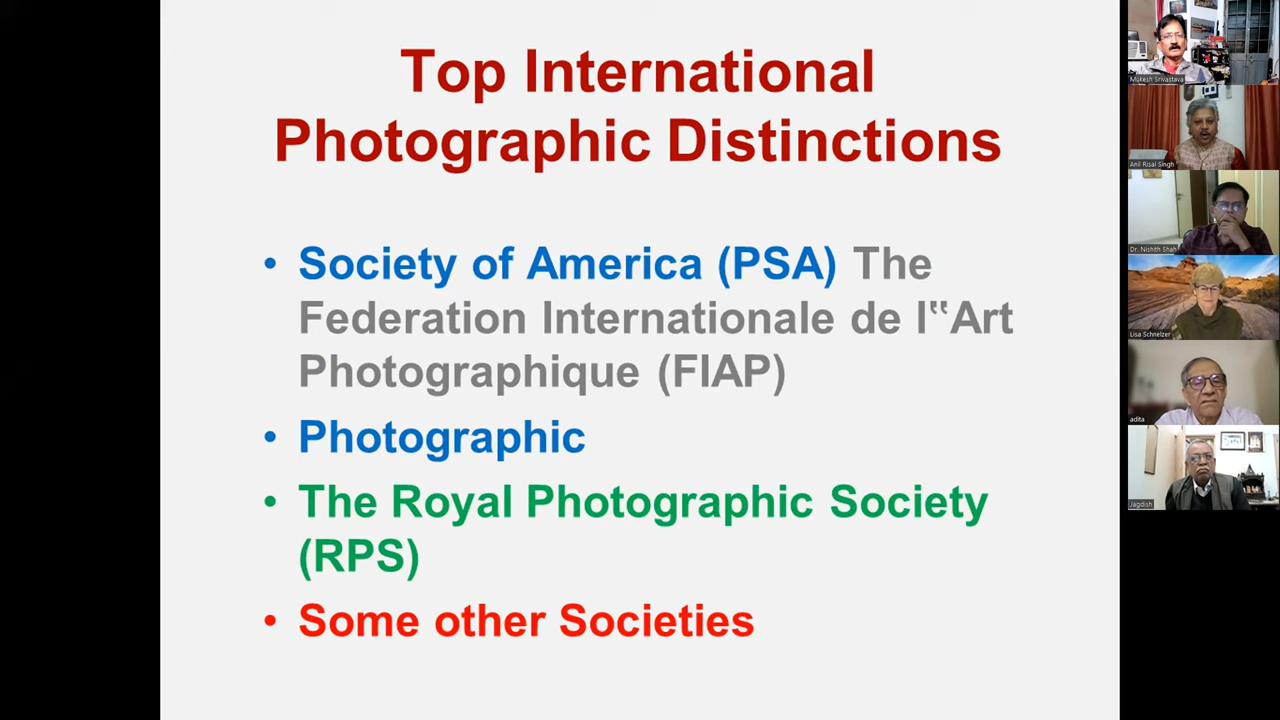 Top International
Photographic Distinctions
• Society of America (PSA) The
Federation Internationale de l‟Art
Photographique (FIAP)
• Photographic
• The Royal Photographic Society
(RPS)
• Some other Societies
Mukesh Srivastava
Anil Risal Singh
Dr. Nishith Shah
Lisa Schnelzer
adita
Jagdish